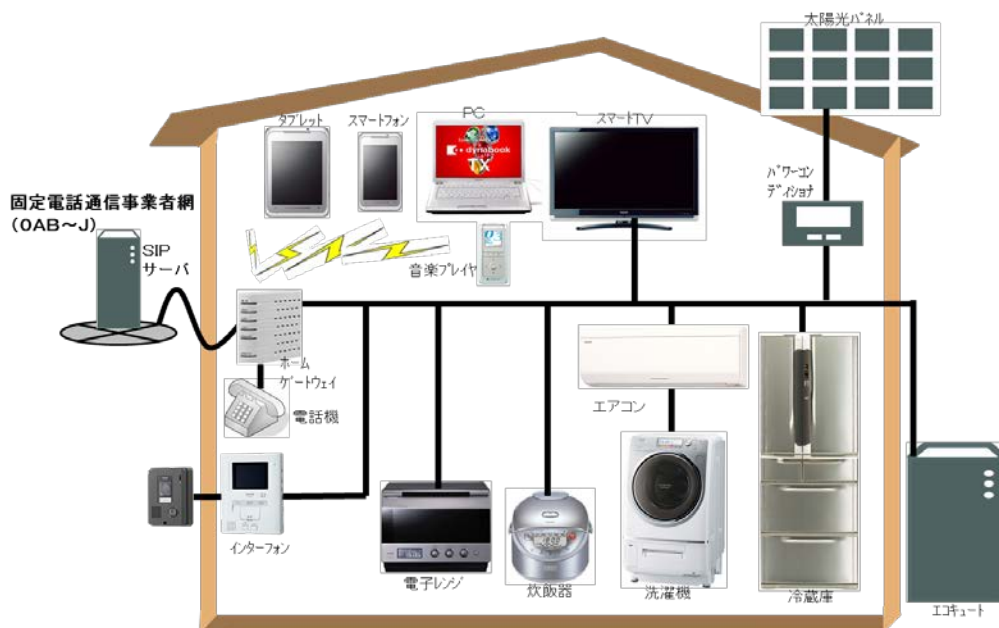 太陽光ﾊﾟﾈﾙ
タブレット
スマートフォン
PC
スマートTV
dynabook
TX
ﾊﾟﾜｰｺﾝ
ﾃﾞｨｼｮﾅ
固定電話通信事業者網
(0AB～J)
SIP
サーバ
音楽プレイヤ
ホーム
ｹﾞｰﾄｳｪｲ
電話機
エアコン
インターフォン
電子レンジ
炊飯器
洗濯機
冷蔵庫
エコキュート